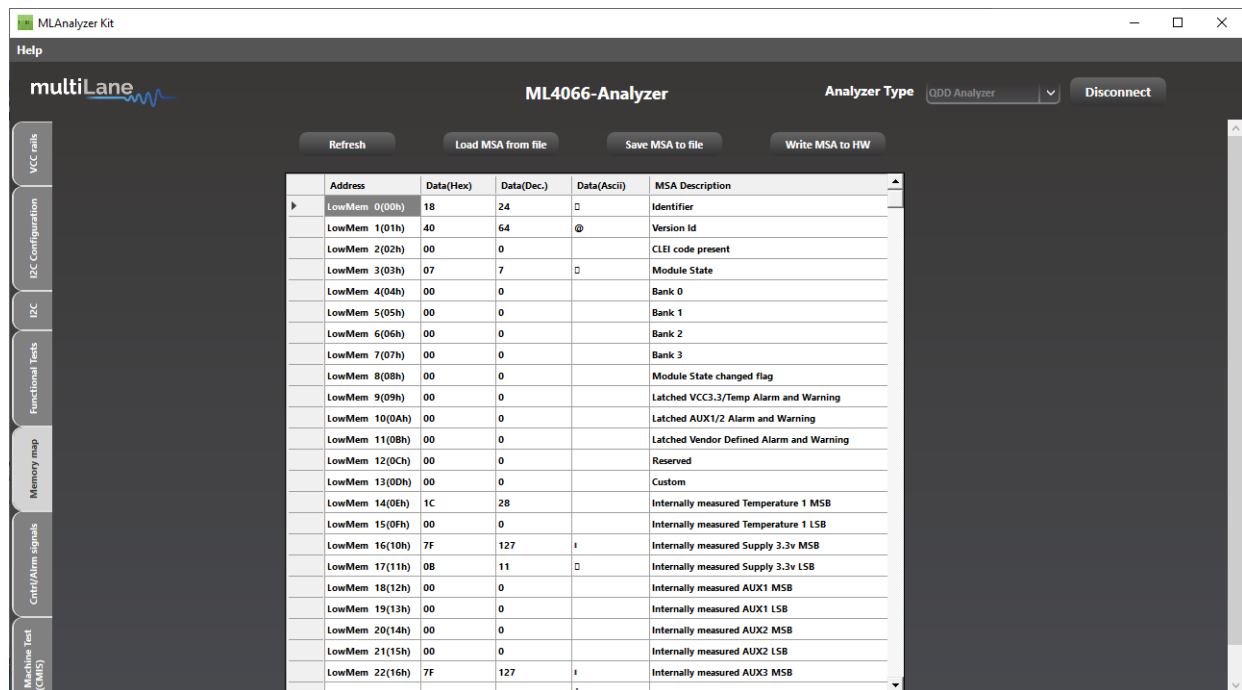 MLAnalyzer Kit
Help
multiLane
ML4066-Analyzer
Analyzer Type
QDD Analyzer
Disconnect
VCC rails
I2C Configuration
I2C
Functional Tests
Memory map
Cntrl/Alrm signals
Machine Test
(CMIS)
Refresh
Load MSA from file
Save MSA to file
Write MSA to HW
Address Data(Hex) Data(Dec.) Data(Ascii) MSA Description
LowMem 0(00h) 18 24 Identifier
LowMem 1(01h) 40 64 @ Version Id
LowMem 2(02h) 00 0 CLEI code present
LowMem 3(03h) 07 7 Module State
LowMem 4(04h) 00 0 Bank 0
LowMem 5(05h) 00 0 Bank 1
LowMem 6(06h) 00 0 Bank 2
LowMem 7(07h) 00 0 Bank 3
LowMem 8(08h) 00 0 Module State changed flag
LowMem 9(09h) 00 0 Latched VCC3.3/Temp Alarm and Warning
LowMem 10(0Ah) 00 0 Latched AUX1/2 Alarm and Warning
LowMem 11(0Bh) 00 0 Latched Vendor Defined Alarm and Warning
LowMem 12(0Ch) 00 0 Reserved
LowMem 13(0Dh) 00 0 Custom
LowMem 14(0Eh) 1C 28 Internally measured Temperature 1 MSB
LowMem 15(0Fh) 00 0 Internally measured Temperature 1 LSB
LowMem 16(10h) 7F 127 Internally measured Supply 3.3v MSB
LowMem 17(11h) 0B 11 Internally measured Supply 3.3v LSB
LowMem 18(12h) 00 0 Internally measured AUX1 MSB
LowMem 19(13h) 00 0 Internally measured AUX1 LSB
LowMem 20(14h) 00 0 Internally measured AUX2 MSB
LowMem 21(15h) 00 0 Internally measured AUX2 LSB
LowMem 22(16h) 7F 127 Internally measured AUX3 MSB